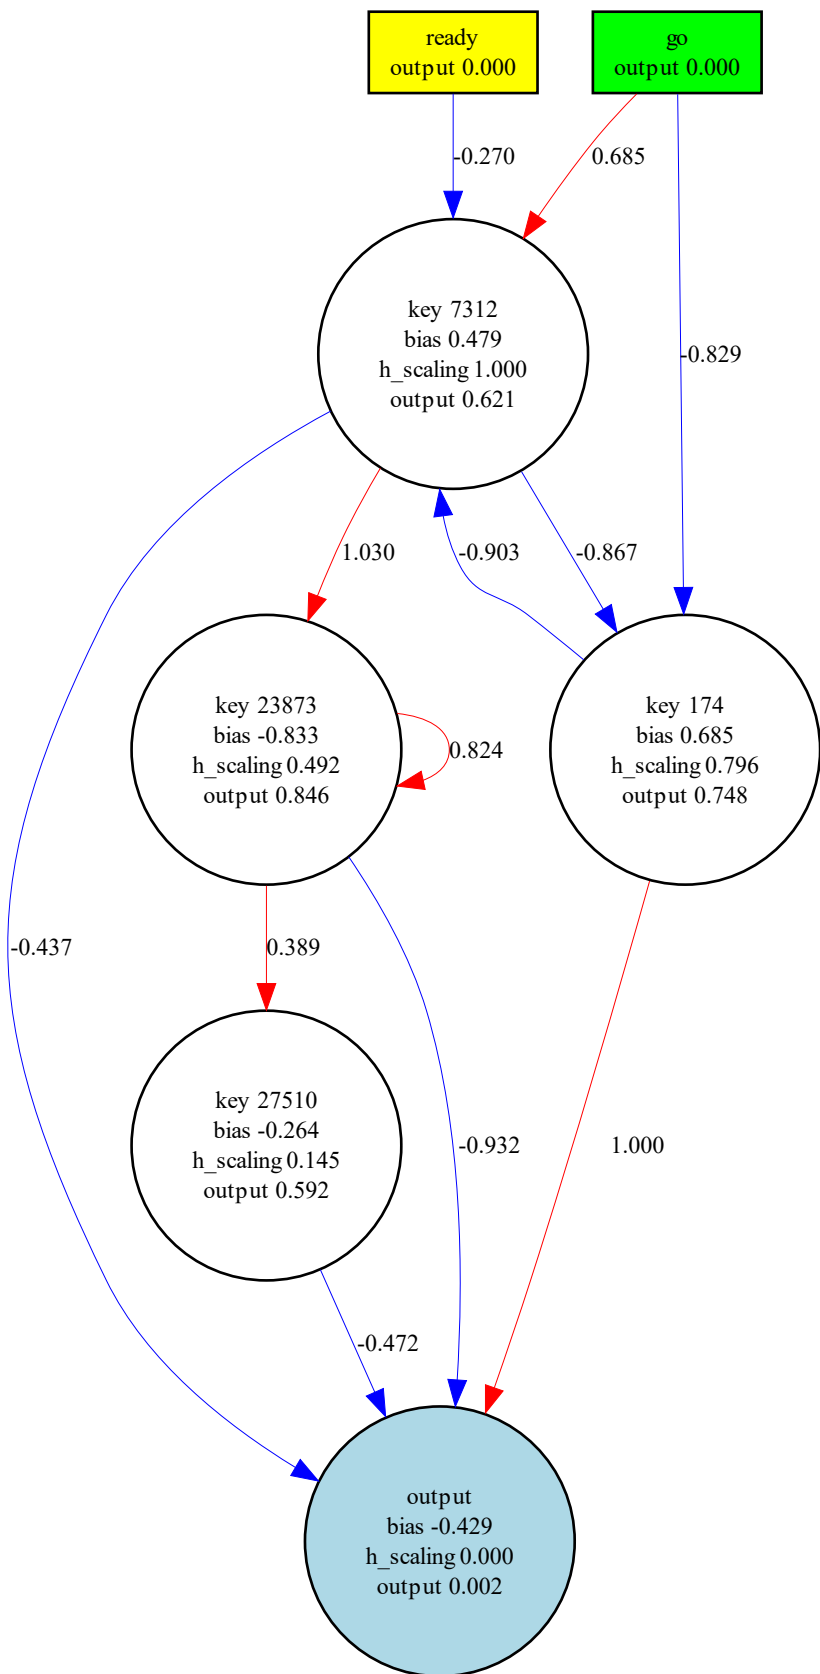 ready
output 0.000
go
output 0.000
-0.270
0.685
key 7312
bias 0.479
h_scaling 1.000
output 0.621
-0.829
1.030
-0.903
-0.867
key 23873
bias -0.833
h_scaling 0.492
output 0.846
0.824
key 174
bias 0.685
h_scaling 0.796
output 0.748
-0.437
0.389
key 27510
bias -0.264
h_scaling 0.145
output 0.592
-0.932
1.000
-0.472
output
bias -0.429
h_scaling 0.000
output 0.002